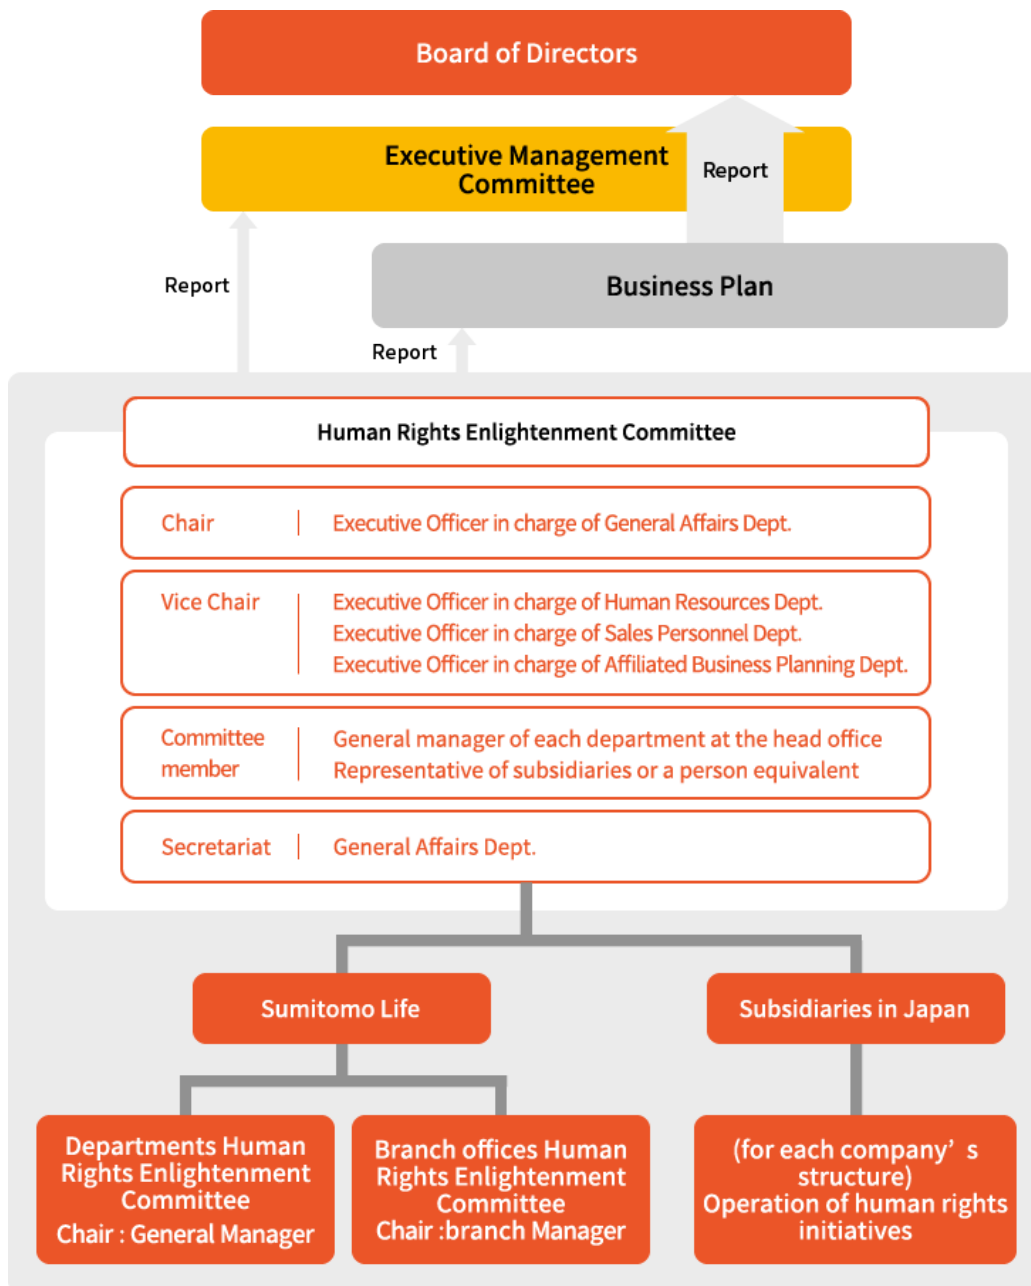 Board of Directors
Executive Management
Committee
Report
Business Plan
Report
Report
Human Rights Enlightenment Committee
Chair
Executive Officer in charge of General Affairs Dept.
Vice Chair
Executive Officer in charge of Human Resources Dept.
Executive Officer in charge of Sales Personnel Dept.
Executive Officer in charge of Affiliated Business Planning Dept.
Committee
member
General manager of each department at the head office
Representative of subsidiaries or a person equivalent
Secretariat
General Affairs Dept.
Sumitomo Life
Subsidiaries in Japan
Departments Human
Rights Enlightenment
Committee
Chair : General Manager
Branch offices Human
Rights Enlightenment
Committee
Chair :branch Manager
(for each company’s
structure)
Operation of human rights
initiatives